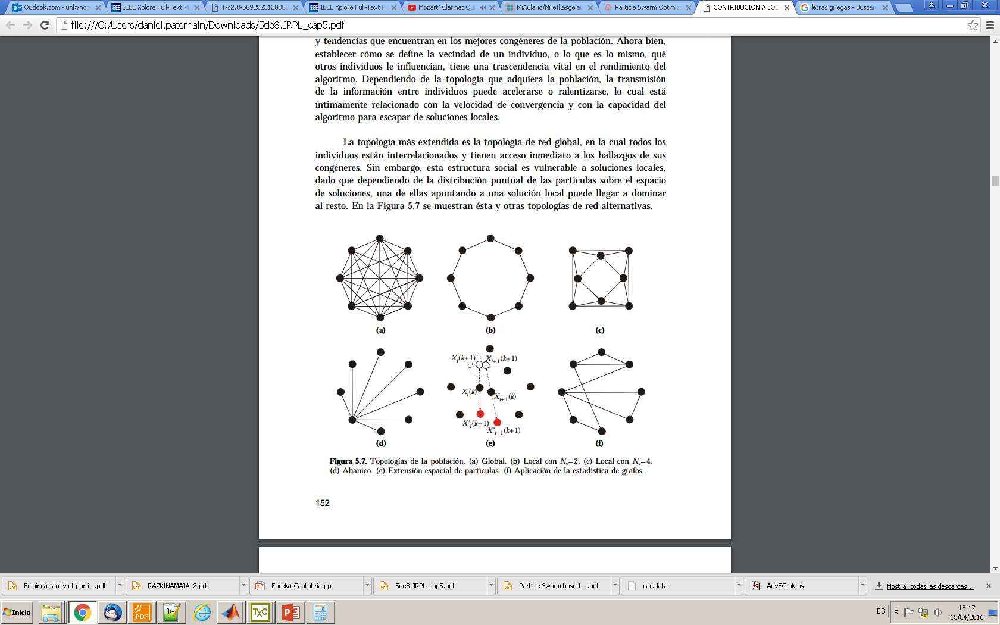 Outlook.com - unkynop
IEEE Xplore Full-Text P
1-s2.0-S0925231208000
IEEE Xplore Full-Text P
Mozart: Clarinet Qu
MiAulario/NireIkasgelat
Particle Swarm Optimiz
CONTRIBUCIÓN A LOS
letras griegas - Buscar
file:///C:/Users/daniel.paternain/Downloads/5de8.JRPL_cap5.pdf
y tendencias que encuentran en los mejores congéneres de la población. Ahora bien,
establecer cómo se define la vecindad de un individuo, o lo que es lo mismo, qué
otros individuos le influencian, tiene una trascendencia vital en el rendimiento del
algoritmo. Dependiendo de la topología que adquiera la población, la transmisión
de la información entre individuos puede acelerarse o ralentizarse, lo cual está
íntimamente relacionado con la velocidad de convergencia y con la capacidad del
algoritmo para escapar de soluciones locales.
La topología más extendida es la topología de red global, en la cual todos los
individuos están interrelacionados y tienen acceso inmediato a los hallazgos de sus
congéneres. Sin embargo, esta estructura social es vulnerable a soluciones locales,
dado que dependiendo de la distribución puntual de las partículas sobre el espacio
de soluciones, una de ellas apuntando a una solución local puede llegar a dominar
al resto. En la Figura 5.7 se muestran ésta y otras topologías de red alternativas.
(a)
(b)
(c)
X_i(k+1)
r
X_{i+1}(k+1)
X_i(k)
X_{i+1}(k)
X'_i(k+1)
X'_{i+1}(k+1)
(d)
(e)
(f)
Figura 5.7. Topologías de la población. (a) Global. (b) Local con N_v=2. (c) Local con N_v=4.
(d) Abanico. (e) Extensión espacial de partículas. (f) Aplicación de la estadística de grafos.
152
Empirical study of parti....pdf
RAZKINAMAIA_2.pdf
Eureka-Cantabria.ppt
5de8.JRPL_cap5.pdf
Particle Swarm based ....pdf
car.data
AdvEC-bk.ps
Mostrar todas las descargas...
Inicio
ES
18:17
15/04/2016